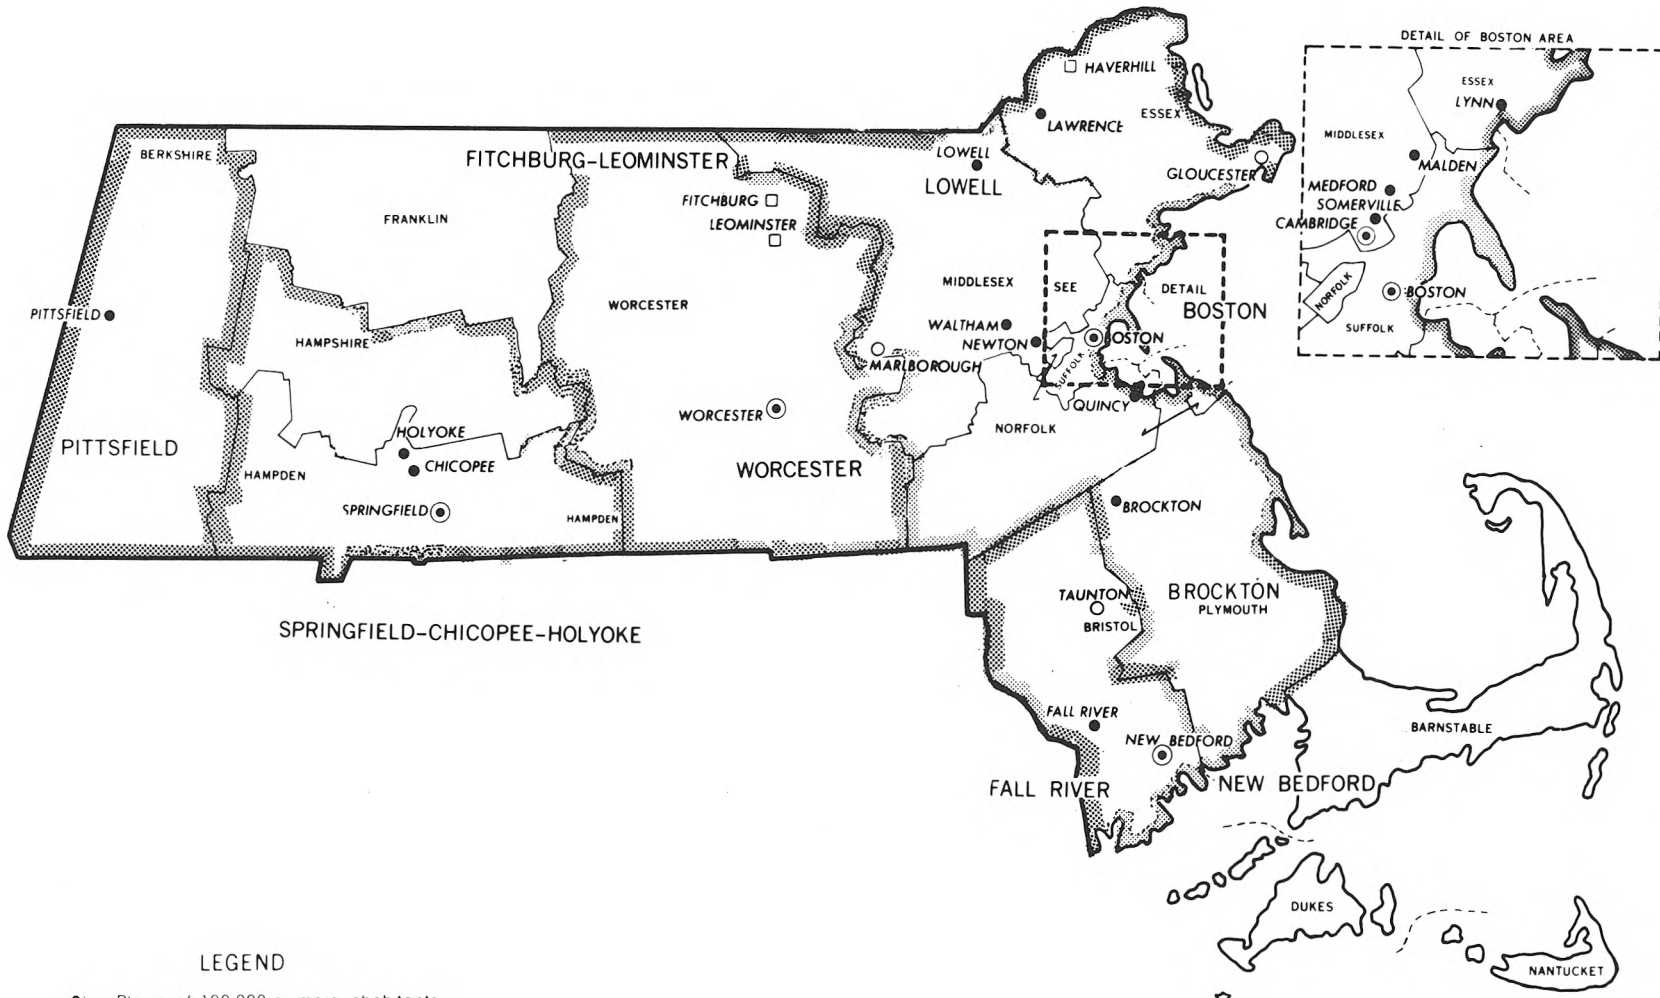 DETAIL OF BOSTON AREA
HAVERHILL
ESSEX
LAWRENCE
ESSEX
LYNN
MIDDLESEX
MALDEN
MEDFORD
SOMERVILLE
CAMBRIDGE
NORFOLK
BOSTON
SUFFOLK
BERKSHIRE
FITCHBURG-LEOMINSTER
LOWELL
LOWELL
GLOUCESTER
FRANKLIN
FITCHBURG
LEOMINSTER
MIDDLESEX
SEE
DETAIL
BOSTON
PITTSFIELD
WORCESTER
HAMPSHIRE
WALTHAM
NEWTON
BOSTON
SUFFOLK
MARLBOROUGH
QUINCY
WORCESTER
NORFOLK
HOLYOKE
CHICOPEE
PITTSFIELD
HAMPDEN
WORCESTER
SPRINGFIELD
HAMPDEN
BROCKTON
TAUNTON
BROCKTON
PLYMOUTH
BRISTOL
SPRINGFIELD-CHICOPEE-HOLYOKE
FALL RIVER
NEW BEDFORD
BARNSTABLE
FALL RIVER
NEW BEDFORD
DUKES
NANTUCKET
LEGEND